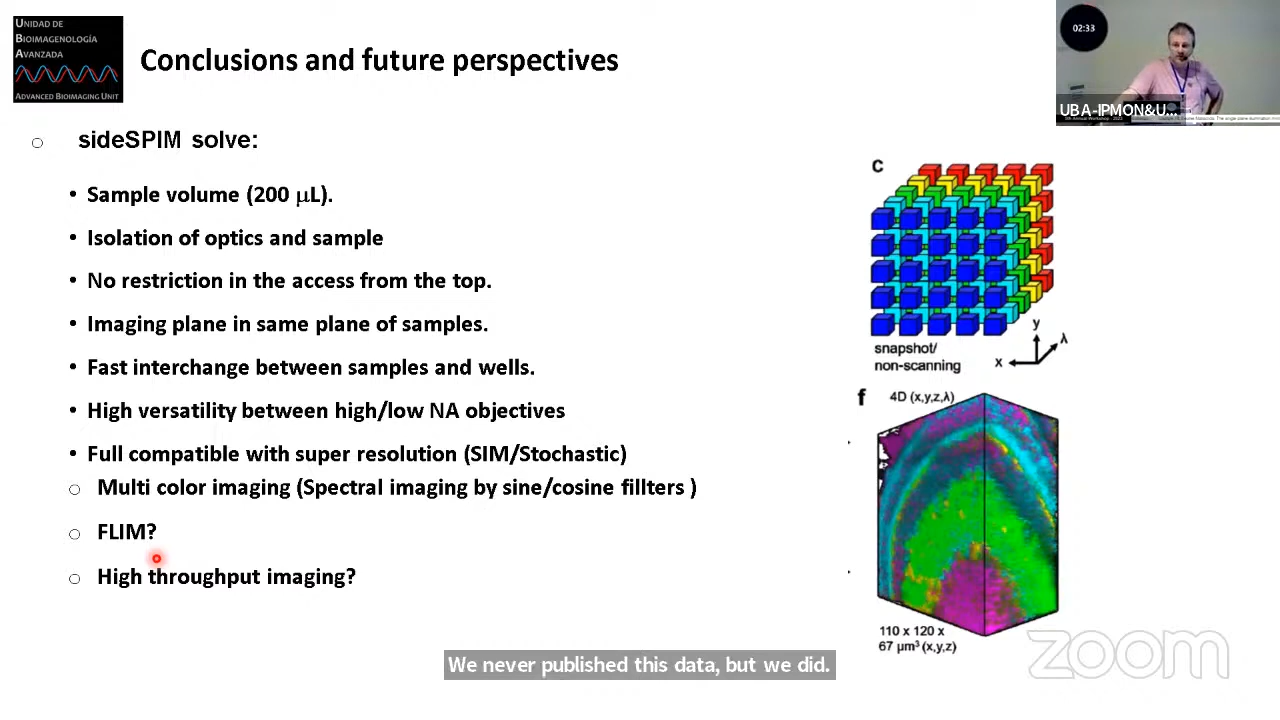 UNIDAD DE
BIOIMAGENOLOGÍA
AVANZADA
ADVANCED BIOIMAGING UNIT
Conclusions and future perspectives
02:33
UBA-IPMON&U...
sideSPIM solve:
Sample volume (200 μL).
Isolation of optics and sample
No restriction in the access from the top.
Imaging plane in same plane of samples.
Fast interchange between samples and wells.
High versatility between high/low NA objectives
Full compatible with super resolution (SIM/Stochastic)
Multi color imaging (Spectral imaging by sine/cosine fillters )
FLIM?
High throughput imaging?
c
y
λ
x
snapshot/
non-scanning
f
4D (x,y,z,λ)
110 x 120 x
67 μm³ (x,y,z)
zoom
We never published this data, but we did.